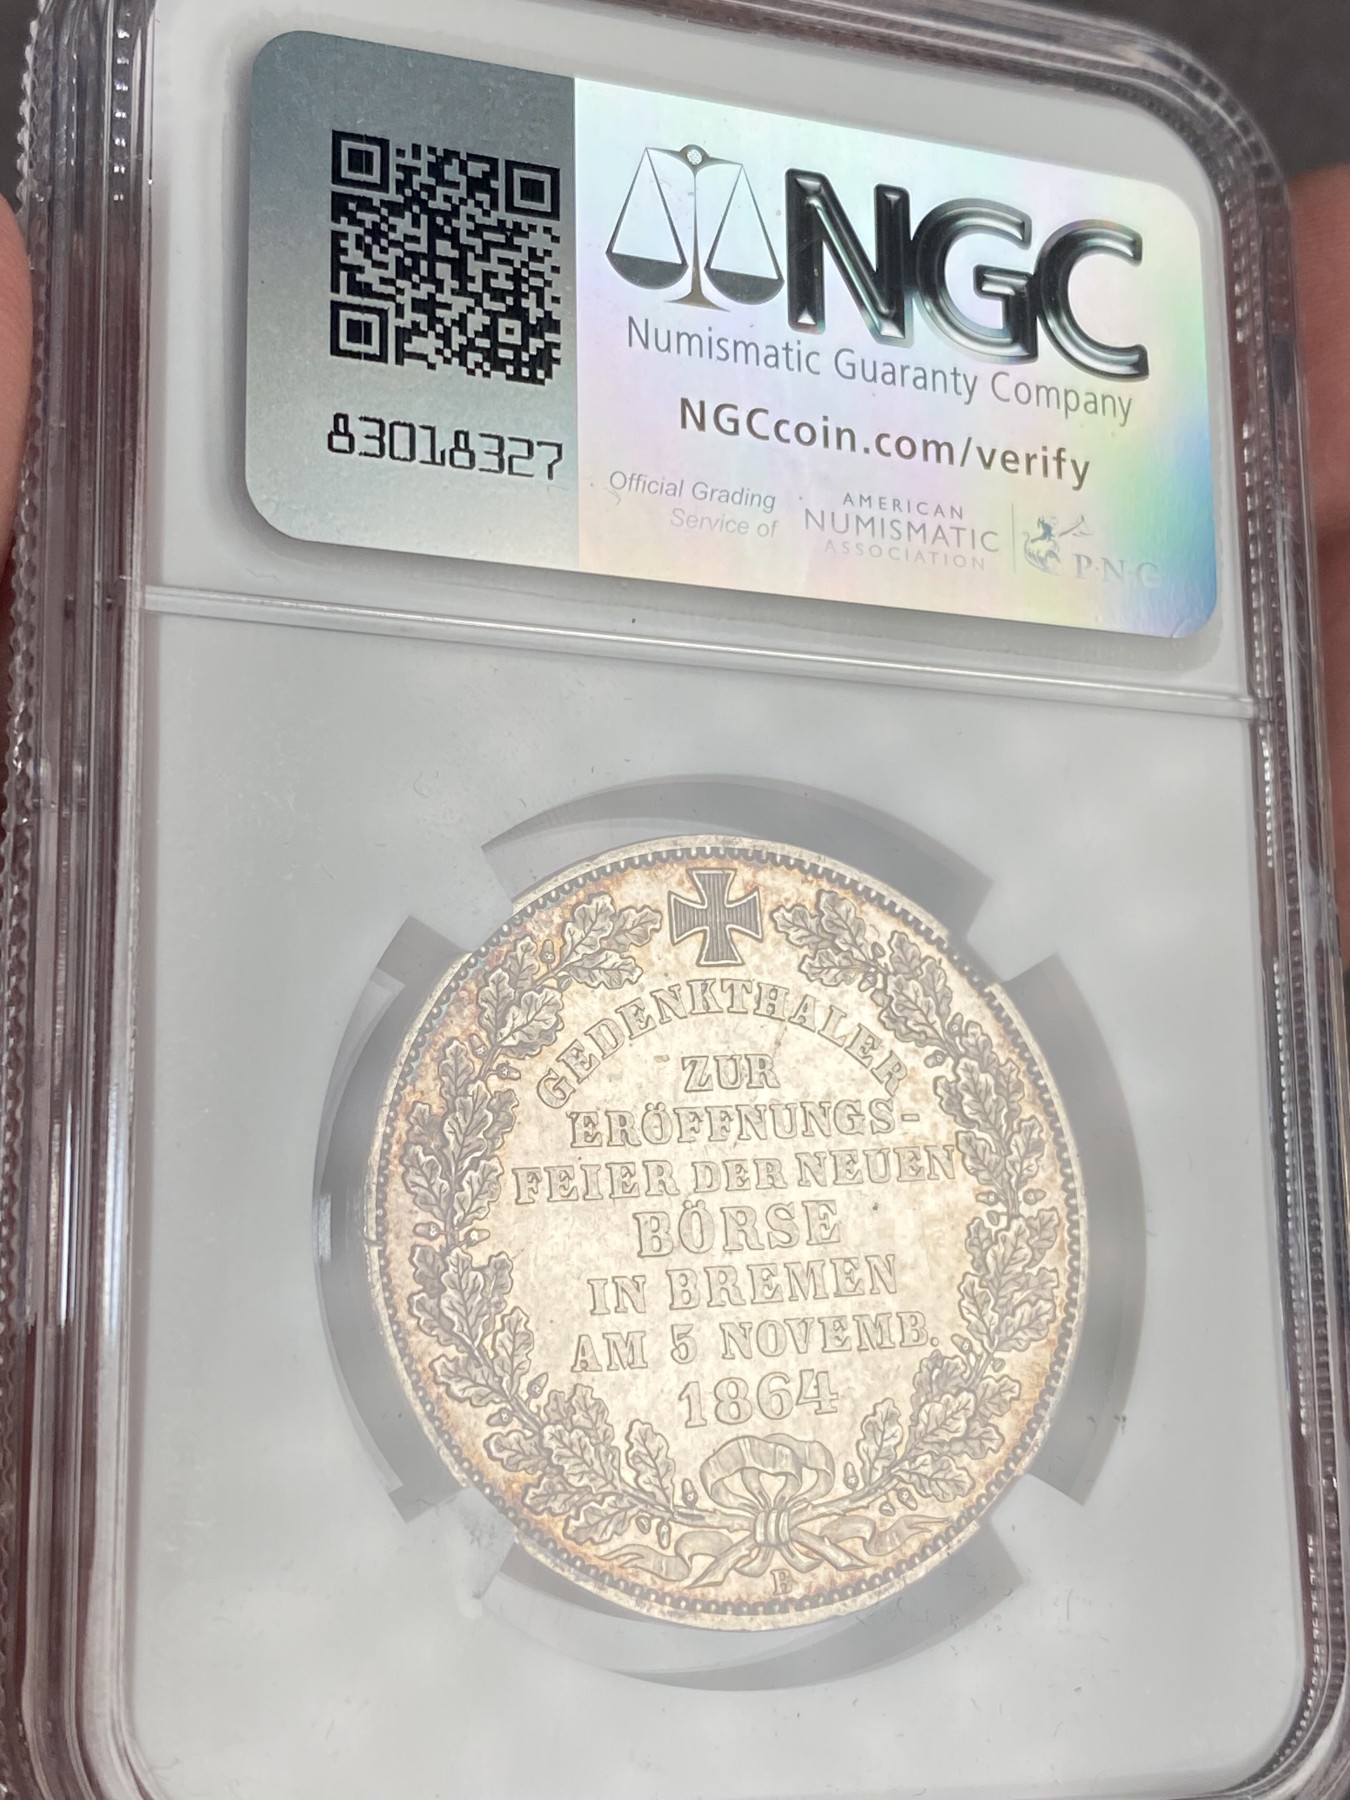 NGC
Numismatic Guaranty Company
NGCcoin.com/verify
83018327
Official Grading
Service of
AMERICAN
NUMISMATIC
ASSOCIATION
P·N·G
GEDENKTHALER
ZUR
ERÖFFNUNGS-
FEIER DER NEUEN
BÖRSE
IN BREMEN
AM 5 NOVEMB.
1864
B